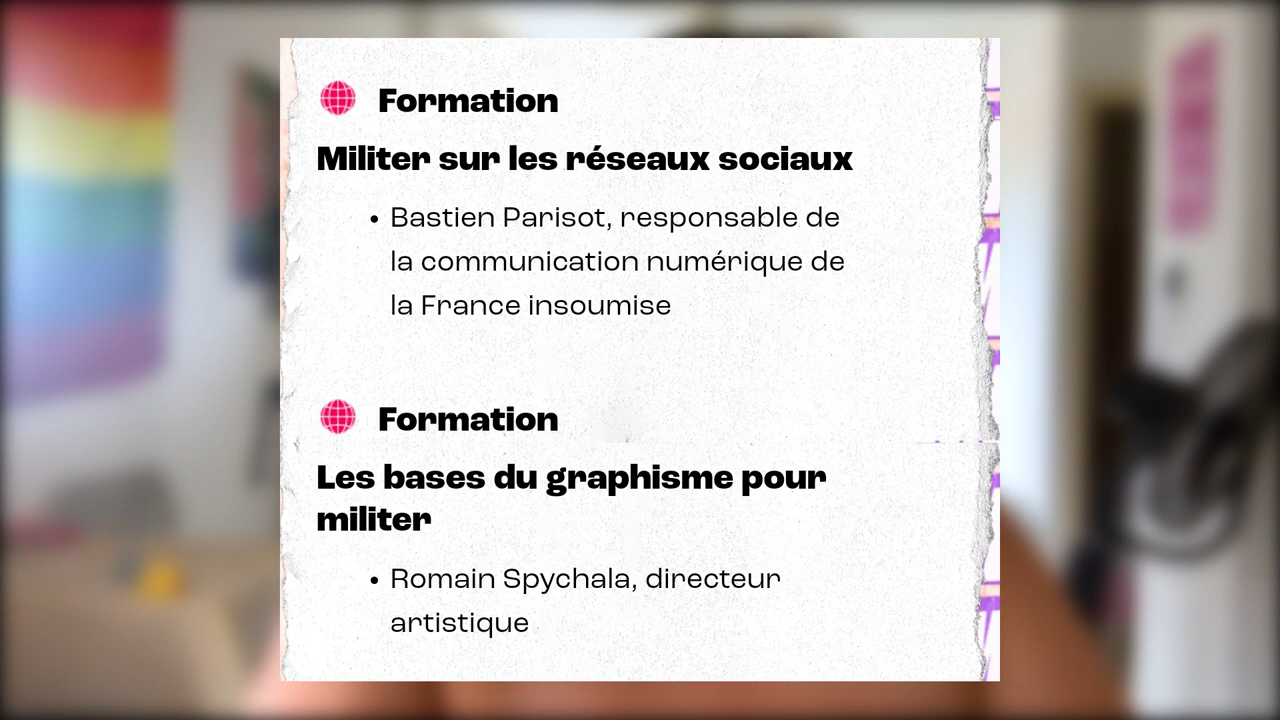 Formation
Militer sur les réseaux sociaux
• Bastien Parisot, responsable de
la communication numérique de
la France insoumise
Formation
Les bases du graphisme pour
militer
• Romain Spychala, directeur
artistique